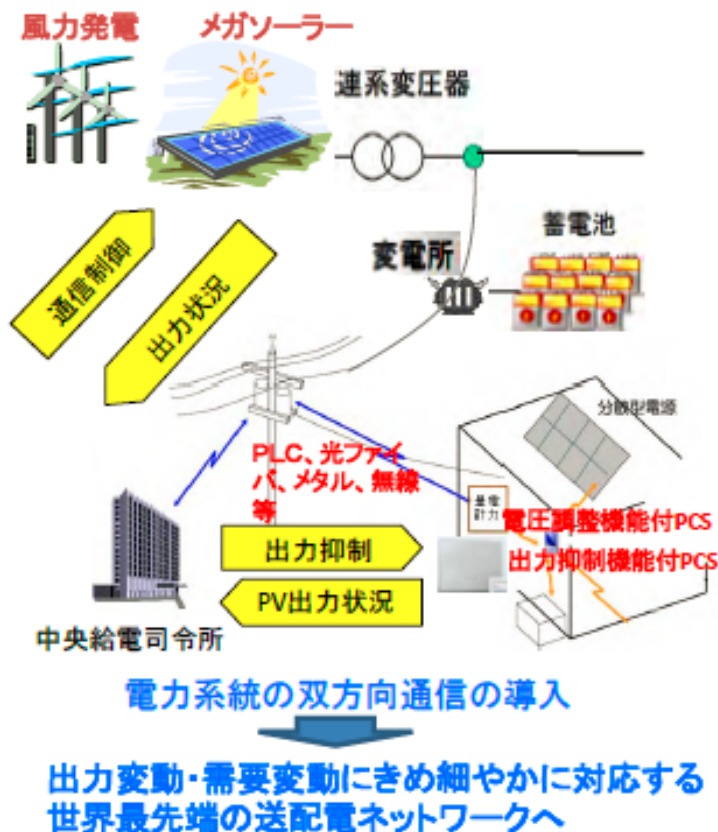 風力発電
メガソーラー
連系変圧器
蓄電池
変電所
通信制御
出力状況
分散型電源
PLC、光ファイ
バ、メタル、無線
等
電圧調整機能付PCS
出力抑制機能付PCS
出力抑制
PV出力状況
中央給電司令所
電力系統の双方向通信の導入
出力変動・需要変動にきめ細やかに対応する
世界最先端の送配電ネットワークへ